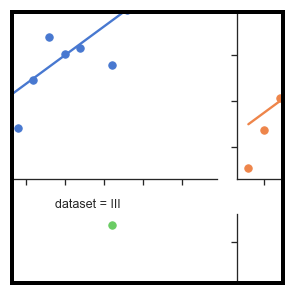 dataset = III